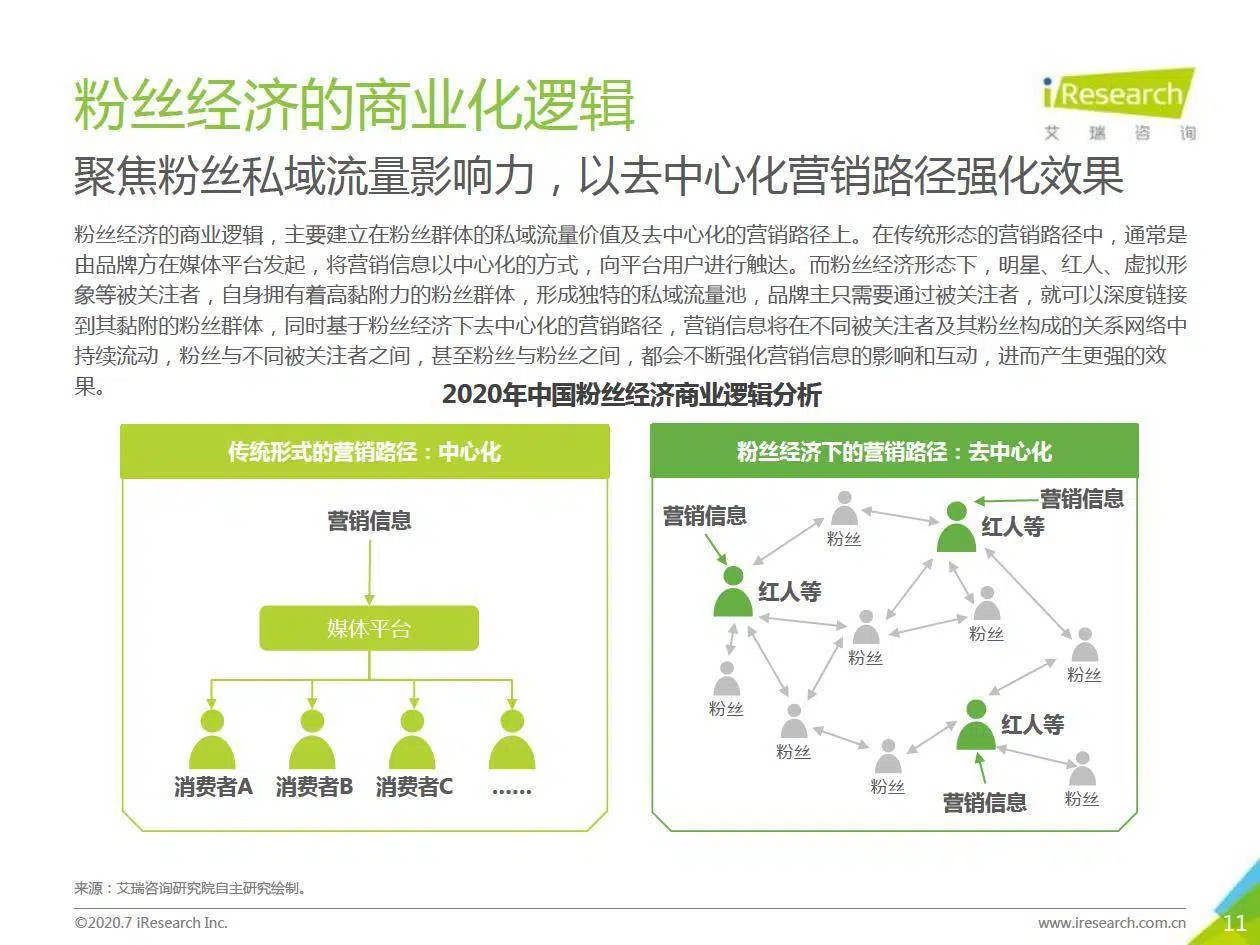 粉丝经济的商业化逻辑
iResearch
艾瑞咨询
聚焦粉丝私域流量影响力，以去中心化营销路径强化效果
粉丝经济的商业逻辑，主要建立在粉丝群体的私域流量价值及去中心化的营销路径上。在传统形态的营销路径中，通常是
由品牌方在媒体平台发起，将营销信息以中心化的方式，向平台用户进行触达。而粉丝经济形态下，明星、红人、虚拟形
象等被关注者，自身拥有着高黏附力的粉丝群体，形成独特的私域流量池，品牌主只需要通过被关注者，就可以深度链接
到其黏附的粉丝群体，同时基于粉丝经济下去中心化的营销路径，营销信息将在不同被关注者及其粉丝构成的关系网络中
持续流动，粉丝与不同被关注者之间，甚至粉丝与粉丝之间，都会不断强化营销信息的影响和互动，进而产生更强的效
果。
2020年中国粉丝经济商业逻辑分析
传统形式的营销路径：中心化
营销信息
媒体平台
消费者A
消费者B
消费者C
......
粉丝经济下的营销路径：去中心化
营销信息
粉丝
营销信息
红人等
红人等
粉丝
粉丝
粉丝
粉丝
粉丝
红人等
粉丝
营销信息
粉丝
来源：艾瑞咨询研究院自主研究绘制。
©2020.7 iResearch Inc.
www.iresearch.com.cn
11